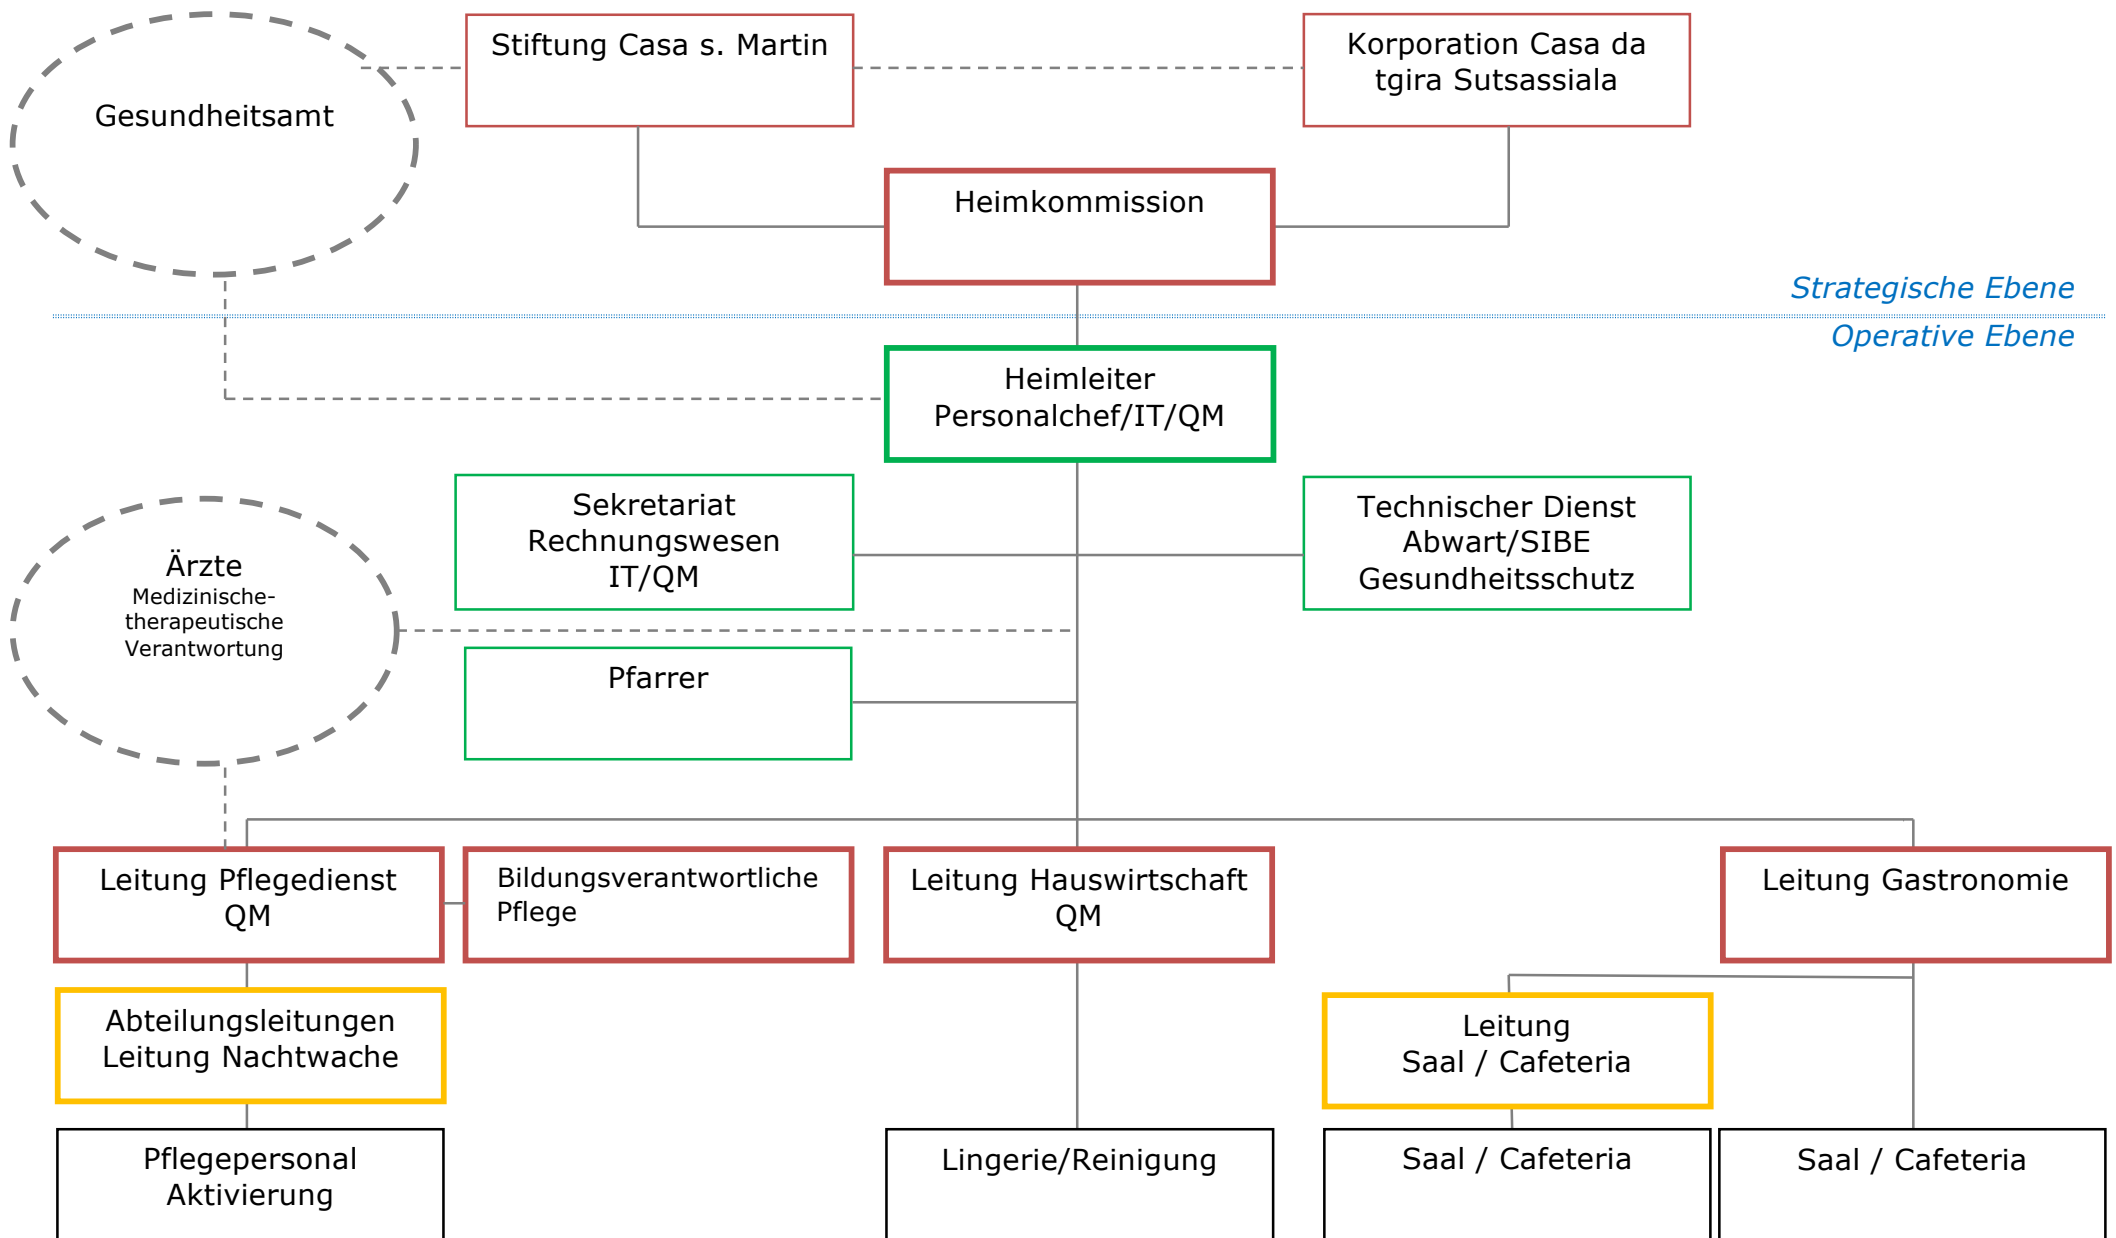 Stiftung Casa s. Martin
Korporation Casa da
tgira Sutsassiala
Gesundheitsamt
Heimkommission
Strategische Ebene
Operative Ebene
Heimleiter
Personalchef/IT/QM
Sekretariat
Rechnungswesen
IT/QM
Technischer Dienst
Abwart/SIBE
Gesundheitsschutz
Ärzte
Medizinische-
therapeutische
Verantwortung
Pfarrer
Leitung Pflegedienst
QM
Bildungsverantwortliche
Pflege
Leitung Hauswirtschaft
QM
Leitung Gastronomie
Abteilungsleitungen
Leitung Nachtwache
Leitung
Saal / Cafeteria
Pflegepersonal
Aktivierung
Lingerie/Reinigung
Saal / Cafeteria
Saal / Cafeteria